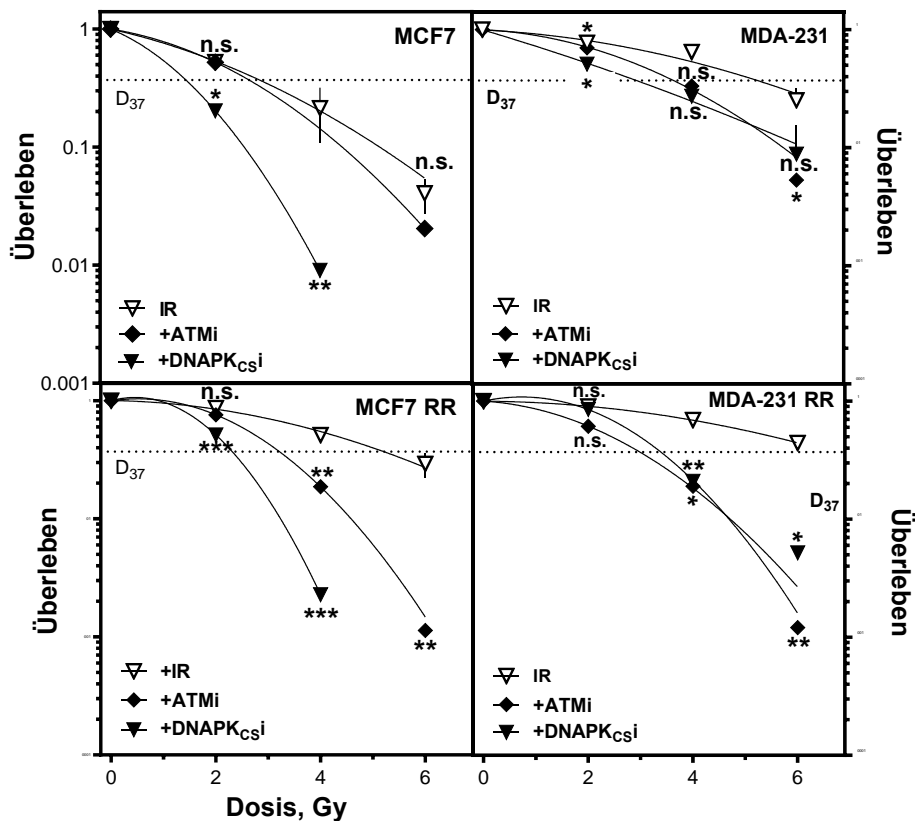 1
0.1
0.01
0.001
Überleben
MCF7
n.s.
*
D37
**
n.s.
IR
+ATMi
+DNAPKCSi
MDA-231
*
*
D37
n.s.
n.s.
n.s.
*
Überleben
IR
+ATMi
+DNAPKCSi
MCF7 RR
n.s.
***
D37
**
***
**
Überleben
+IR
+ATMi
+DNAPKCSi
0
2
4
6
Dosis, Gy
MDA-231 RR
n.s.
n.s.
**
*
D37
*
**
Überleben
IR
+ATMi
+DNAPKCSi
0
2
4
6